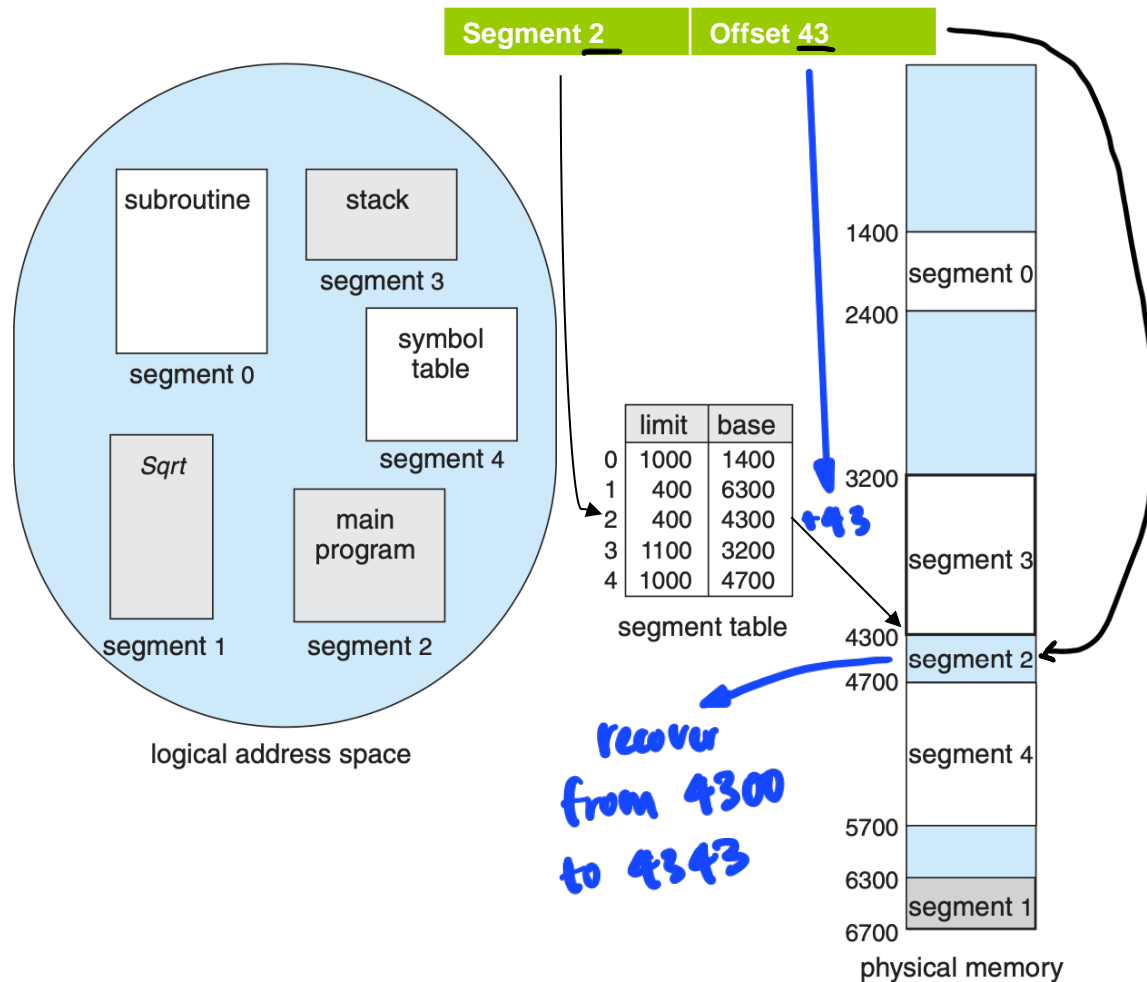 Segment 2 Offset 43
subroutine
segment 0
stack
segment 3
symbol
table
segment 4
Sqrt
segment 1
main
program
segment 2
logical address space
limit base
0 1000 1400
1 400 6300
2 400 4300 +43
3 1100 3200
4 1000 4700
segment table
recover
from 4300
to 4343
1400
segment 0
2400
3200
segment 3
4300
segment 2
4700
segment 4
5700
6300
segment 1
6700
physical memory